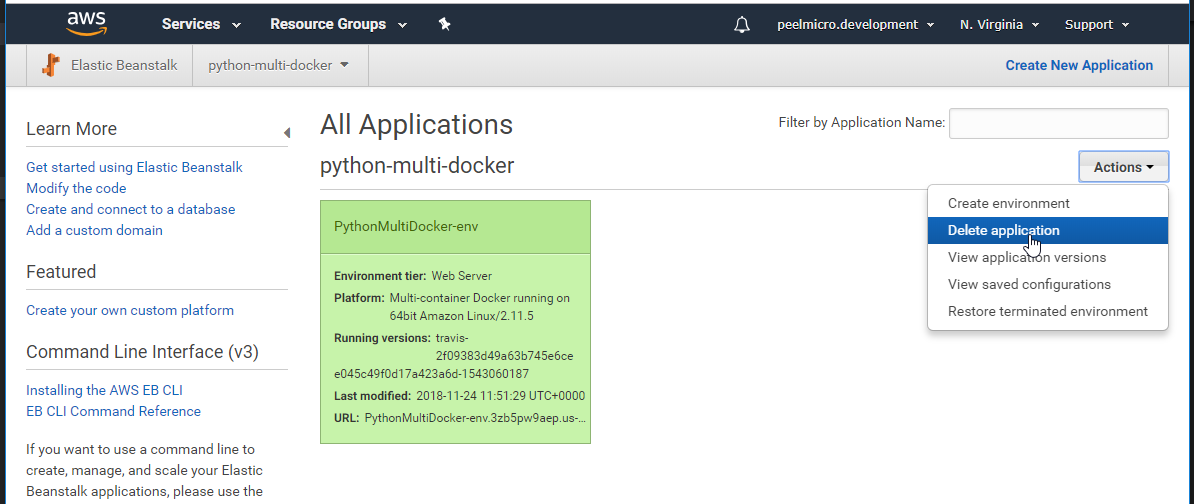 aws Services Resource Groups peelmicro.development N. Virginia Support
Elastic Beanstalk python-multi-docker Create New Application
Learn More
Get started using Elastic Beanstalk
Modify the code
Create and connect to a database
Add a custom domain
Featured
Create your own custom platform
Command Line Interface (v3)
Installing the AWS EB CLI
EB CLI Command Reference
If you want to use a command line to
create, manage, and scale your Elastic
Beanstalk applications, please use the
All Applications
Filter by Application Name:
python-multi-docker
Actions
Create environment
Delete application
View application versions
View saved configurations
Restore terminated environment
PythonMultiDocker-env
Environment tier: Web Server
Platform: Multi-container Docker running on
64bit Amazon Linux/2.11.5
Running versions: travis-
2f09383d49a63b745e6ce
e045c49f0d17a423a6d-1543060187
Last modified: 2018-11-24 11:51:29 UTC+0000
URL: PythonMultiDocker-env.3zb5pw9aep.us-...